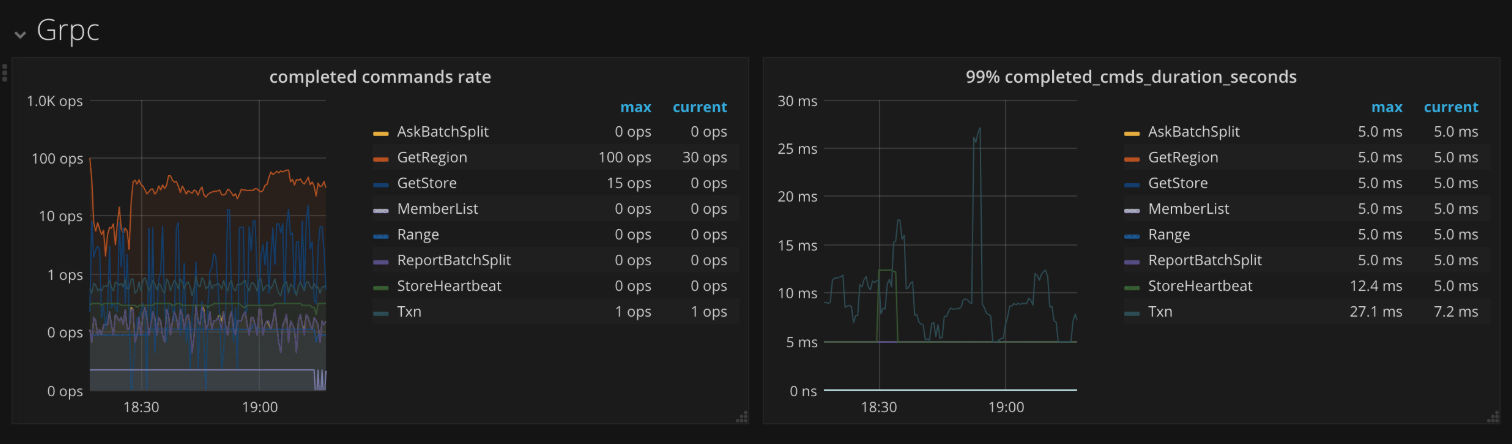 Grpc
completed commands rate
1.0K ops
100 ops
10 ops
1 ops
0 ops
0 ops
18:30 19:00
max current
AskBatchSplit 0 ops 0 ops
GetRegion 100 ops 30 ops
GetStore 15 ops 0 ops
MemberList 0 ops 0 ops
Range 0 ops 0 ops
ReportBatchSplit 0 ops 0 ops
StoreHeartbeat 0 ops 0 ops
Txn 1 ops 1 ops
99% completed_cmds_duration_seconds
30 ms
25 ms
20 ms
15 ms
10 ms
5 ms
0 ns
18:30 19:00
max current
AskBatchSplit 5.0 ms 5.0 ms
GetRegion 5.0 ms 5.0 ms
GetStore 5.0 ms 5.0 ms
MemberList 5.0 ms 5.0 ms
Range 5.0 ms 5.0 ms
ReportBatchSplit 5.0 ms 5.0 ms
StoreHeartbeat 12.4 ms 5.0 ms
Txn 27.1 ms 7.2 ms